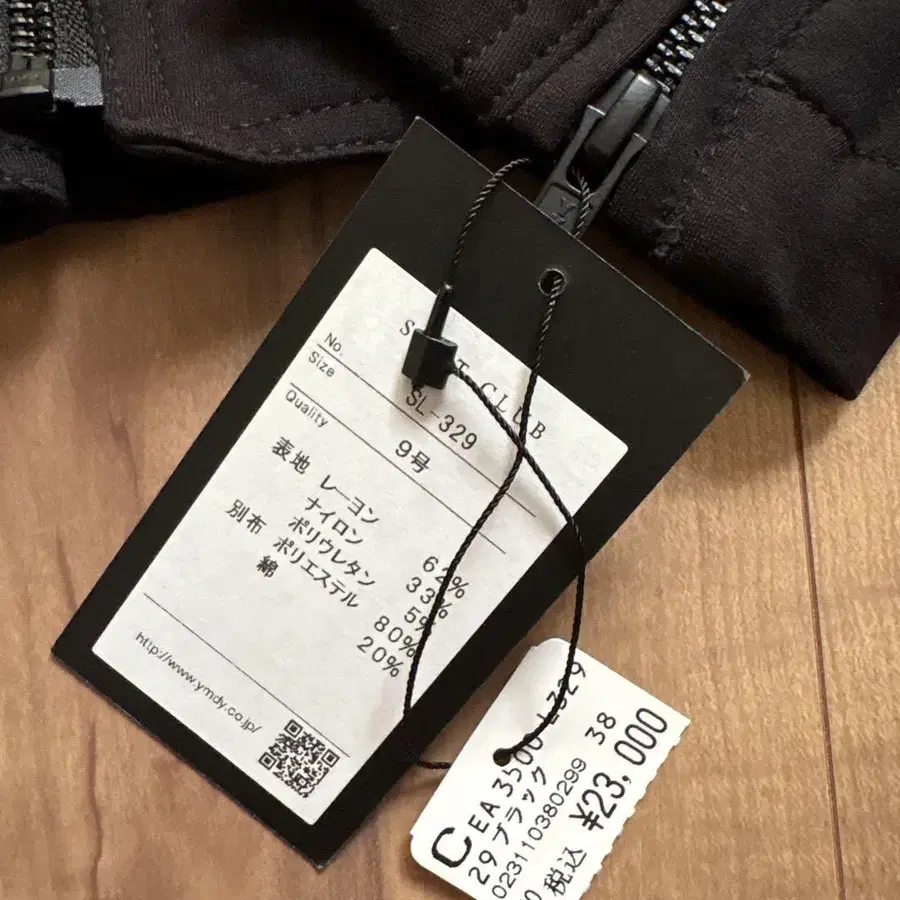 CLUB
No. SL-329
Size 9号
Quality
表地 レーヨン 62%
ナイロン 33%
ポリウレタン 5%
別布 ポリエステル 80%
綿 20%
http://www.ymdy.co.jp/
C EA 3500
29 ブラック 38
023110380299
¥23,000
税込